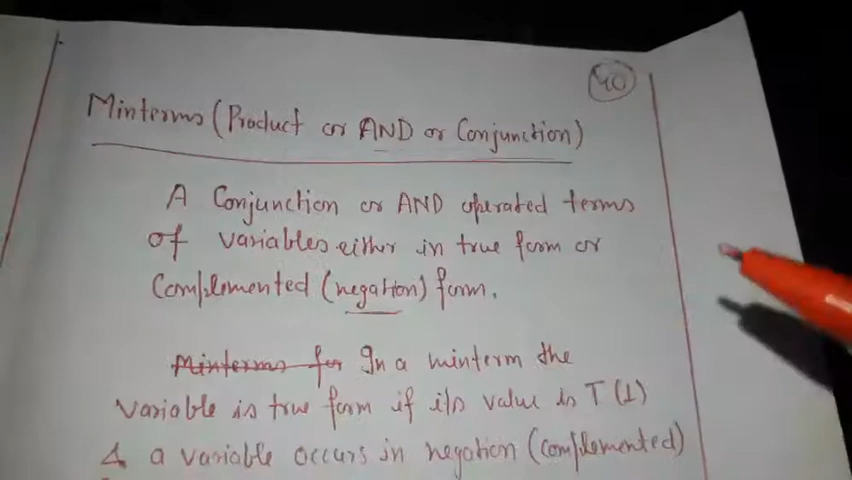 40
Minterms (Product or AND or Conjunction)
A Conjunction or AND operated terms
of variables either in true form or
Complemented (negation) form.
Minterms for In a minterm the
variable is true form if its value is T(1)
& a variable occurs in negation (complemented)